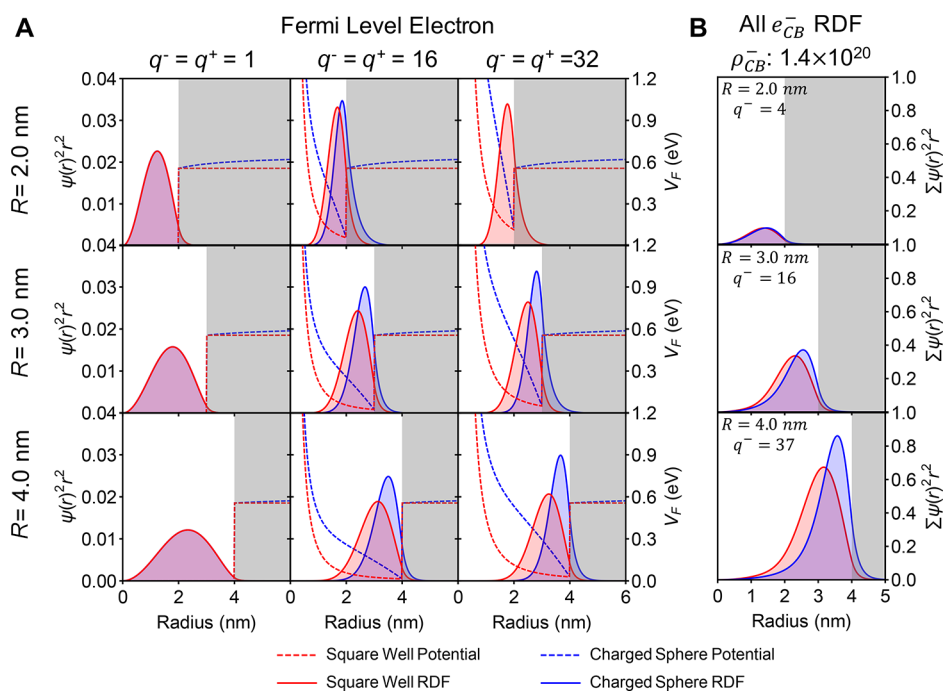 A
Fermi Level Electron
B
All e⁻CB RDF
q⁻ = q⁺ = 1
q⁻ = q⁺ = 16
q⁻ = q⁺ =32
ρ⁻CB: 1.4×10²⁰
R= 2.0 nm
ψ(r)²r²
0.04
0.03
0.02
0.01
0.04
1.2
0.9
0.6
0.3
1.2
V_F (eV)
R = 2.0 nm
q⁻ = 4
1.0
0.8
0.6
0.4
0.2
1.0
Σψ(r)²r²
R= 3.0 nm
ψ(r)²r²
0.03
0.02
0.01
0.04
0.9
0.6
0.3
1.2
V_F (eV)
R = 3.0 nm
q⁻ = 16
0.8
0.6
0.4
0.2
1.0
Σψ(r)²r²
R= 4.0 nm
ψ(r)²r²
0.03
0.02
0.01
0.00
0.9
0.6
0.3
0.0
V_F (eV)
R = 4.0 nm
q⁻ = 37
0.8
0.6
0.4
0.2
0.0
Σψ(r)²r²
0 2 4 0 2 4 0 2 4 6
0 1 2 3 4 5
Radius (nm)
Radius (nm)
Radius (nm)
Radius (nm)
Square Well Potential
Charged Sphere Potential
Square Well RDF
Charged Sphere RDF